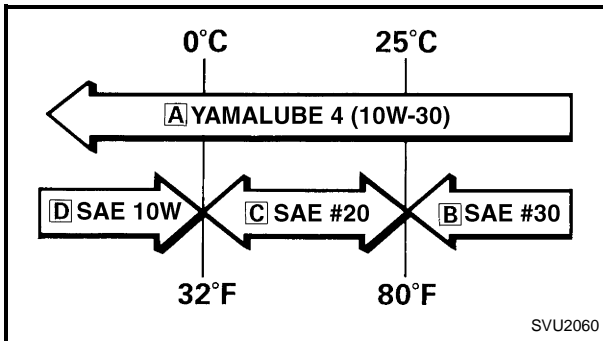 0°C 25°C
A YAMALUBE 4 (10W-30)
D SAE 10W C SAE #20 B SAE #30
32°F 80°F
SVU2060